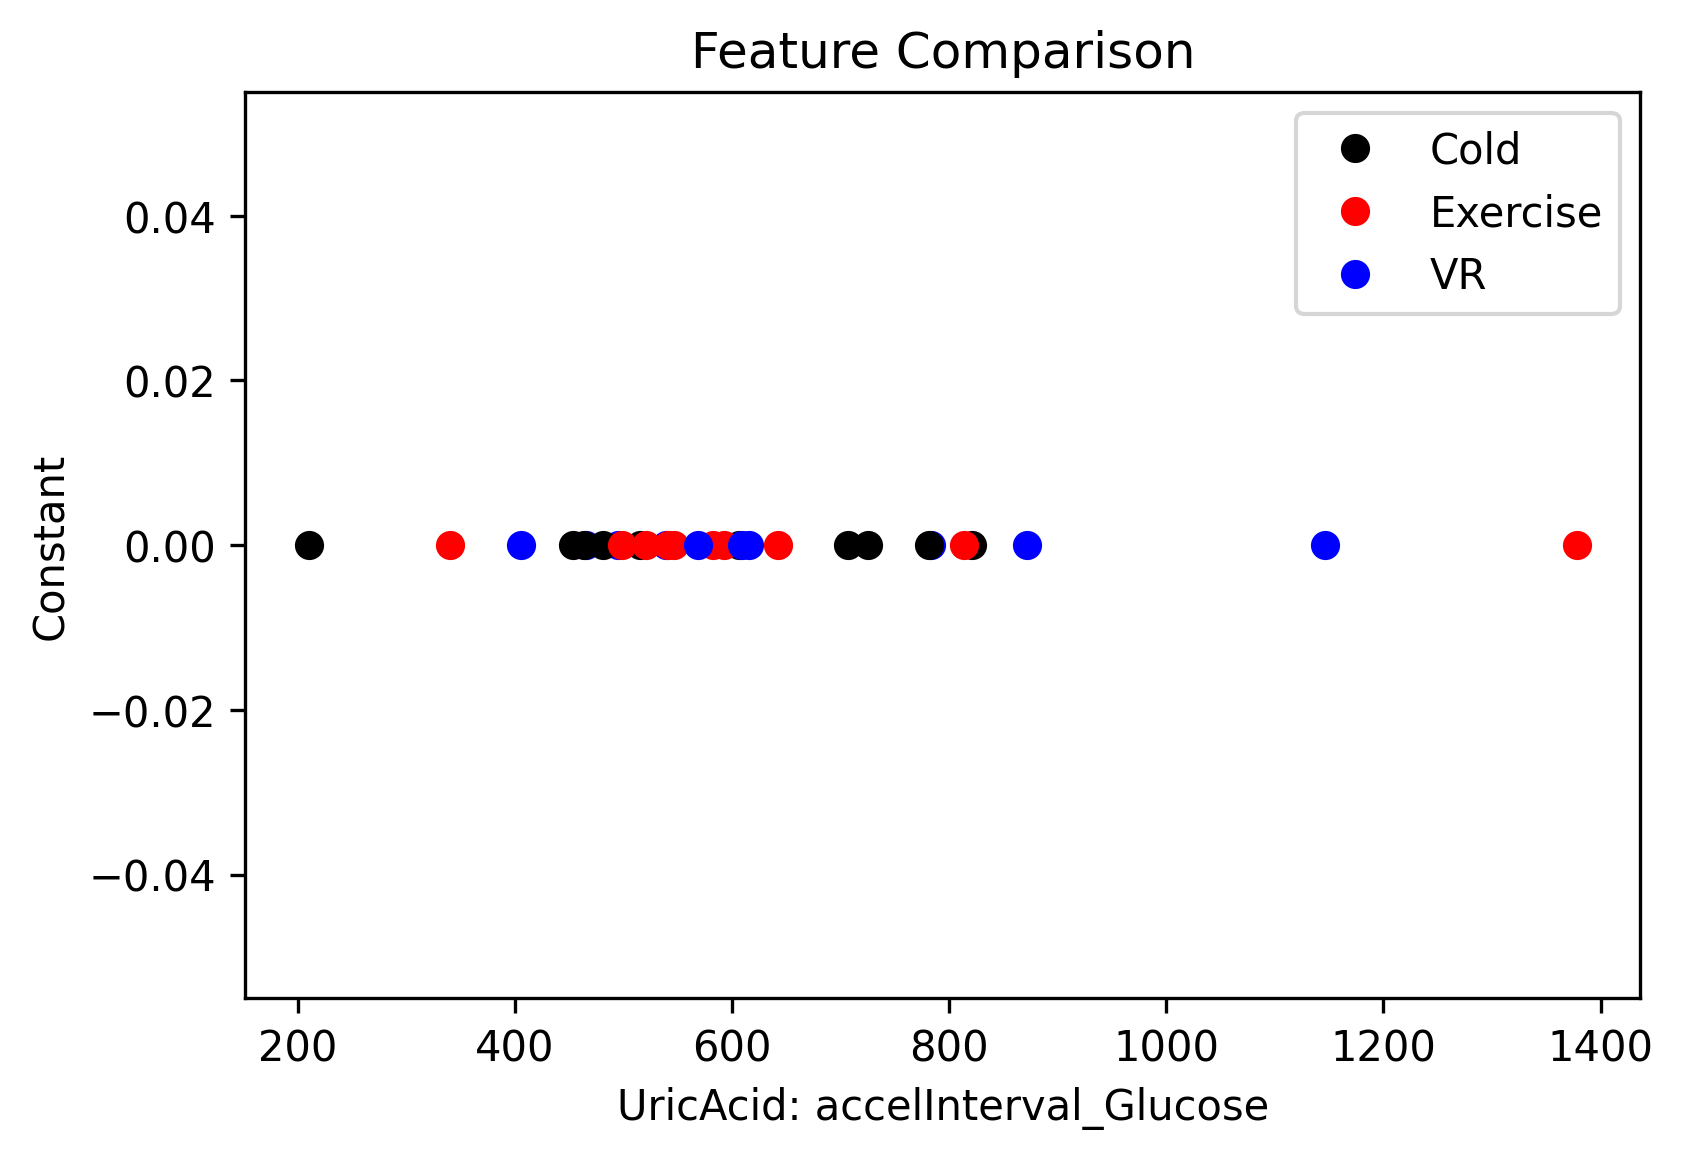 Feature Comparison
Cold
Exercise
VR
0.04
0.02
0.00
−0.02
−0.04
Constant
200 400 600 800 1000 1200 1400
UricAcid: accelInterval_Glucose